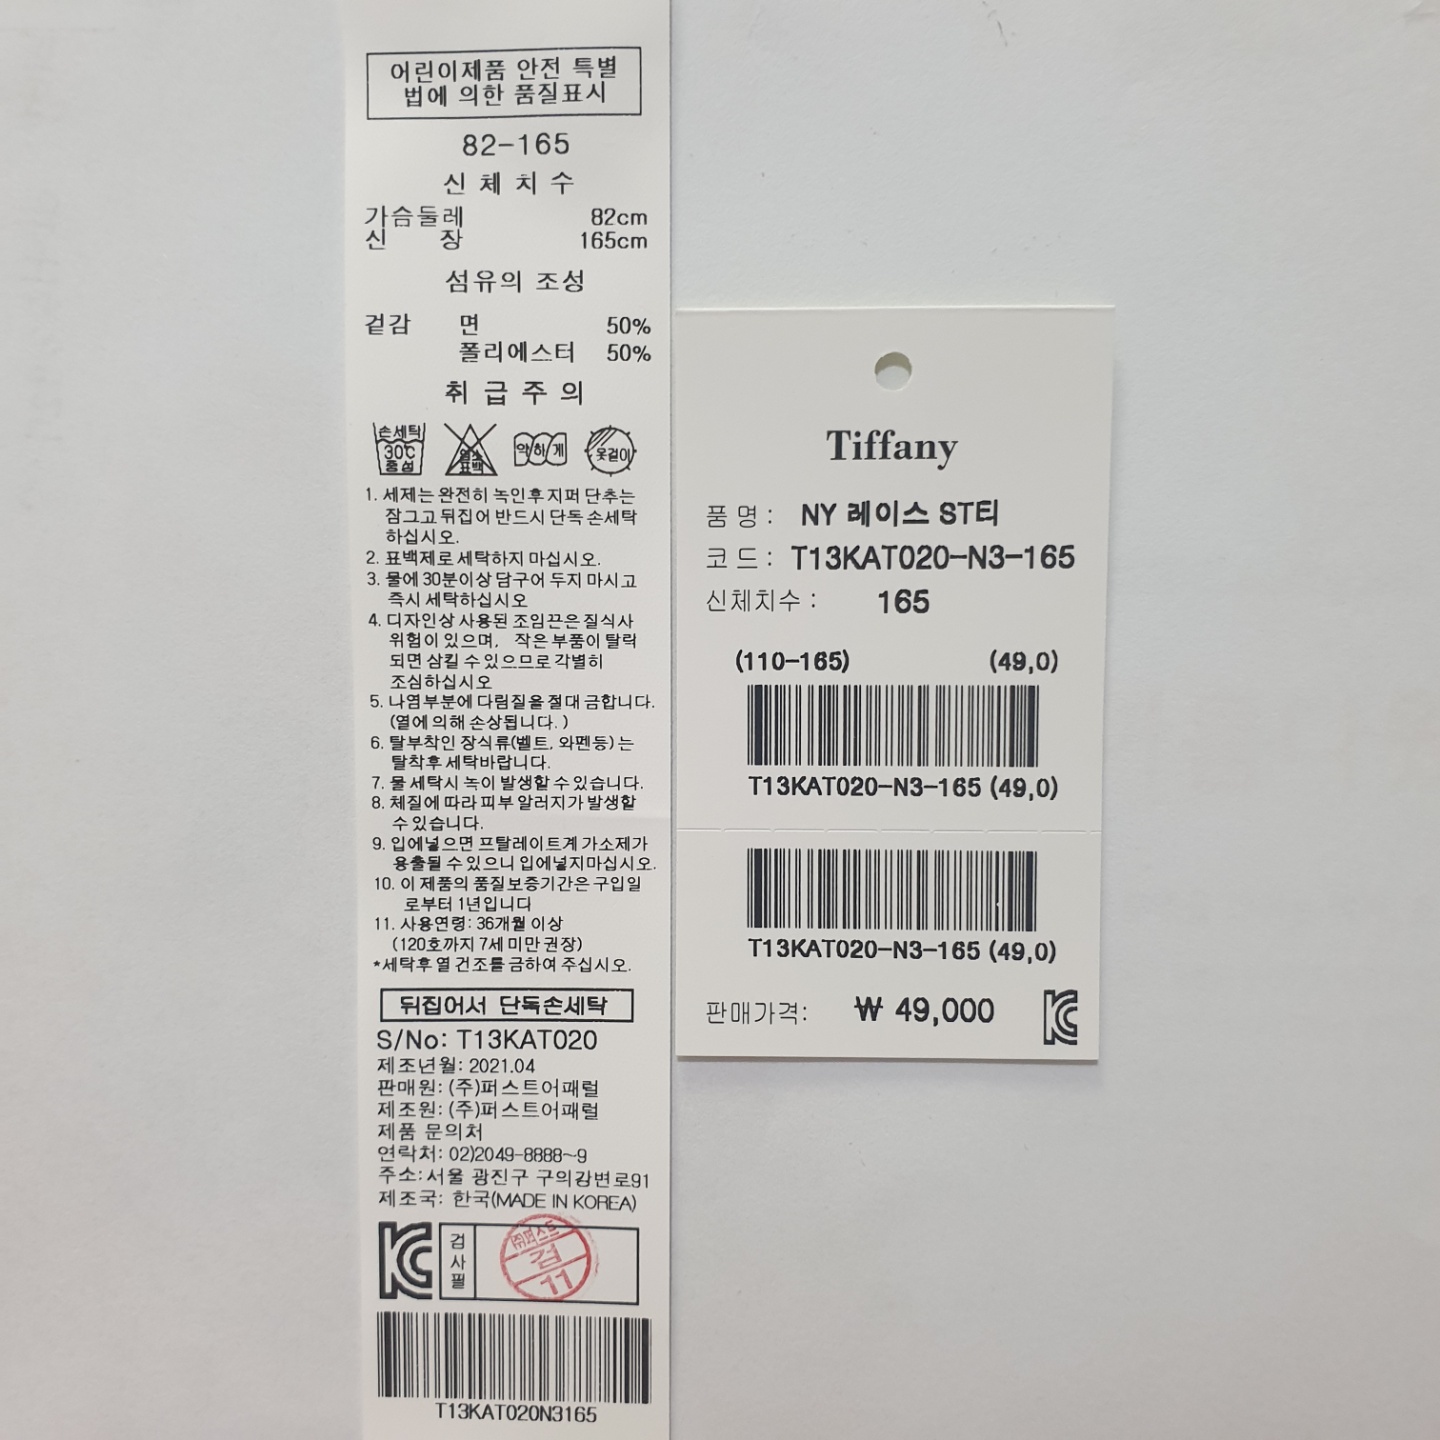 어린이제품 안전 특별
법에 의한 품질표시
82-165
신 체 치 수
가슴둘레 82cm
신 장 165cm
섬유의 조성
겉감 면 50%
폴리에스터 50%
취 급 주 의
손세탁
30℃
중성
염소
표백
약하게
옷걸이
1. 세제는 완전히 녹인후 지퍼 단추는
잠그고 뒤집어 반드시 단독 손세탁
하십시오.
2. 표백제로 세탁하지 마십시오.
3. 물에 30분이상 담구어 두지 마시고
즉시 세탁하십시오
4. 디자인상 사용된 조임끈은 질식사
위험이 있으며, 작은 부품이 탈락
되면 삼킬 수 있으므로 각별히
조심하십시오
5. 나염부분에 다림질을 절대 금합니다.
(열에 의해 손상됩니다.)
6. 탈부착인 장식류(벨트, 와펜등) 는
탈착후 세탁바랍니다.
7. 물 세탁시 녹이 발생할 수 있습니다.
8. 체질에 따라 피부 알러지가 발생할
수 있습니다.
9. 입에넣으면 프탈레이트계 가소제가
용출될 수 있으니 입에넣지마십시오.
10. 이 제품의 품질보증기간은 구입일
로부터 1년입니다
11. 사용연령: 36개월 이상
(120호까지 7세 미만 권장)
*세탁후 열 건조를 금하여 주십시오.
뒤집어서 단독손세탁
S/No: T13KAT020
제조년월: 2021.04
판매원: (주)퍼스트어패럴
제조원: (주)퍼스트어패럴
제품 문의처
연락처: 02)2049-8888~9
주소: 서울 광진구 구의강변로91
제조국: 한국(MADE IN KOREA)
KC
검사필
㈜퍼스트
검
11
T13KAT020N3165
Tiffany
품 명 : NY 레이스 ST티
코 드 : T13KAT020-N3-165
신체치수 : 165
(110-165) (49,0)
T13KAT020-N3-165 (49,0)
T13KAT020-N3-165 (49,0)
판매가격: ₩ 49,000
KC